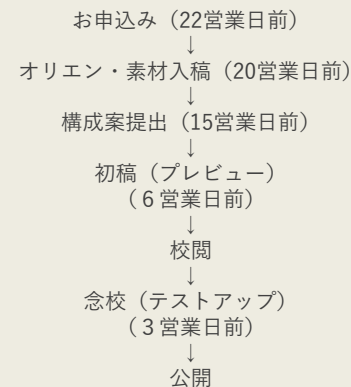 お申込み（22営業日前）
↓
オリエン・素材入稿（20営業日前）
↓
構成案提出（15営業日前）
↓
初稿（プレビュー）
（６営業日前）
↓
校閲
↓
念校（テストアップ）
（３営業日前）
↓
公開